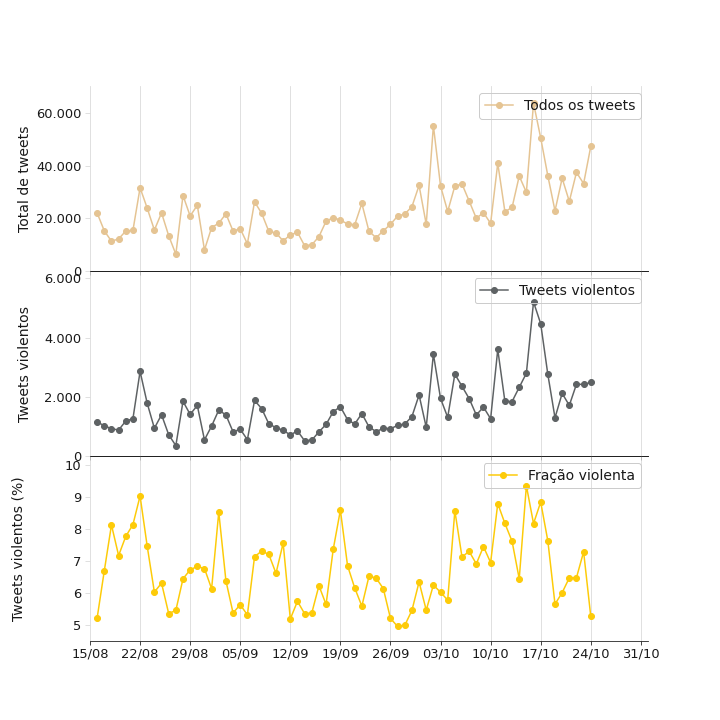 Todos os tweets
Total de tweets
60.000
40.000
20.000
0
Tweets violentos
Tweets violentos
6.000
4.000
2.000
0
Fração violenta
Tweets violentos (%)
10
9
8
7
6
5
15/08 22/08 29/08 05/09 12/09 19/09 26/09 03/10 10/10 17/10 24/10 31/10